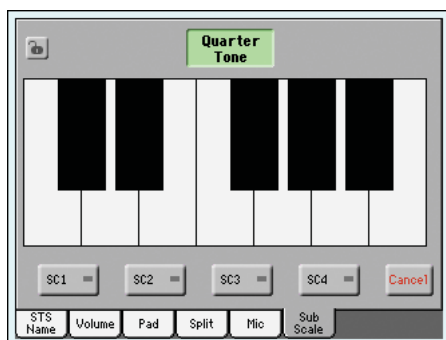 Quarter
Tone
SC1
SC2
SC3
SC4
Cancel
STS
Name
Volume
Pad
Split
Mic
Sub
Scale